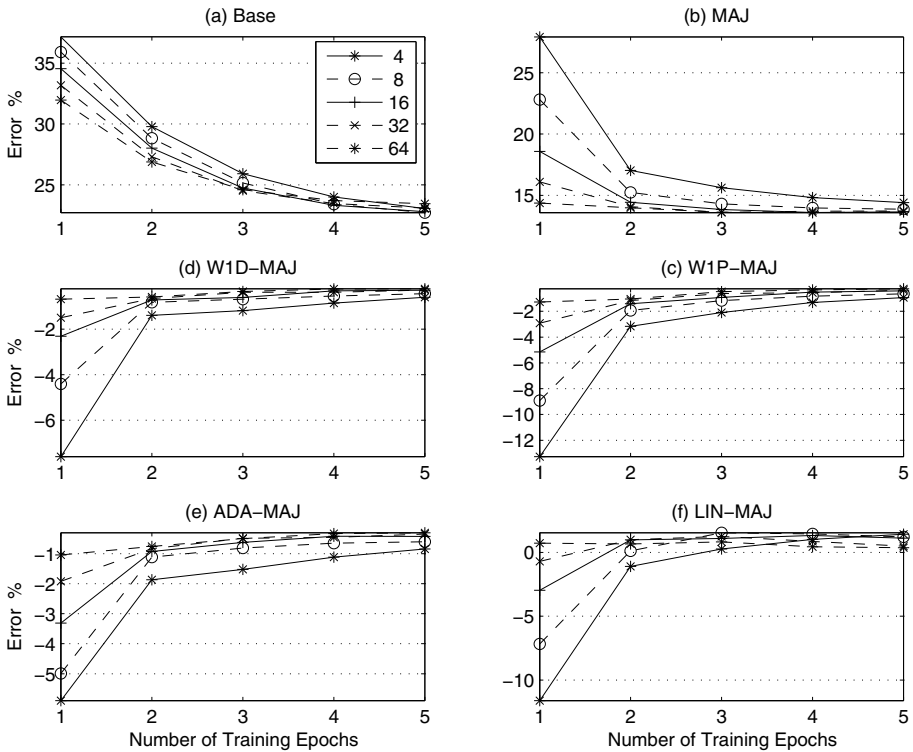 (a) Base
Error %
35
30
25
1 2 3 4 5
4
8
16
32
64
(b) MAJ
25
20
15
1 2 3 4 5
(d) W1D−MAJ
Error %
−2
−4
−6
1 2 3 4 5
(c) W1P−MAJ
−2
−4
−6
−8
−10
−12
1 2 3 4 5
(e) ADA−MAJ
Error %
−1
−2
−3
−4
−5
1 2 3 4 5
Number of Training Epochs
(f) LIN−MAJ
0
−5
−10
1 2 3 4 5
Number of Training Epochs